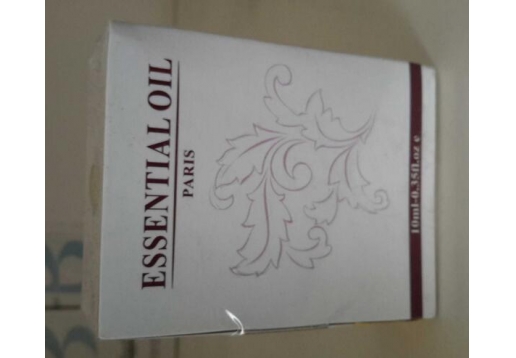 ESSENTIAL OIL
PARIS
10ml-0.35fl.oz e